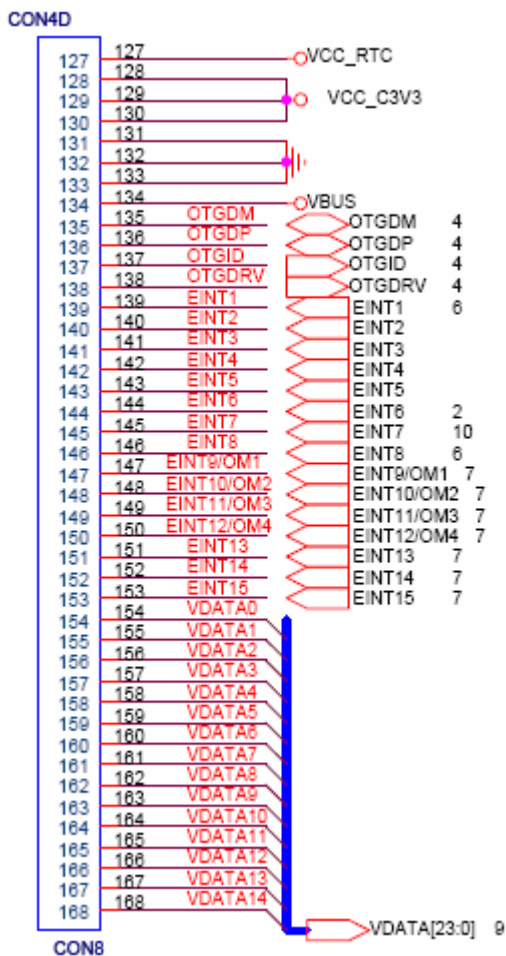 CON4D
127 127 VCC_RTC
128 128
129 129 VCC_C3V3
130 130
131 131
132 132
133 133
134 134 VBUS
135 135 OTGDM OTGDM 4
136 136 OTGDP OTGDP 4
137 137 OTGID OTGID 4
138 138 OTGDRV OTGDRV 4
139 139 EINT1 EINT1 6
140 140 EINT2 EINT2
141 141 EINT3 EINT3
142 142 EINT4 EINT4
143 143 EINT5 EINT5
144 144 EINT6 EINT6 2
145 145 EINT7 EINT7 10
146 146 EINT8 EINT8 6
147 147 EINT9/OM1 EINT9/OM1 7
148 148 EINT10/OM2 EINT10/OM2 7
149 149 EINT11/OM3 EINT11/OM3 7
150 150 EINT12/OM4 EINT12/OM4 7
151 151 EINT13 EINT13 7
152 152 EINT14 EINT14 7
153 153 EINT15 EINT15 7
154 154 VDATA0
155 155 VDATA1
156 156 VDATA2
157 157 VDATA3
158 158 VDATA4
159 159 VDATA5
160 160 VDATA6
161 161 VDATA7
162 162 VDATA8
163 163 VDATA9
164 164 VDATA10
165 165 VDATA11
166 166 VDATA12
167 167 VDATA13
168 168 VDATA14
VDATA[23:0] 9
CON8